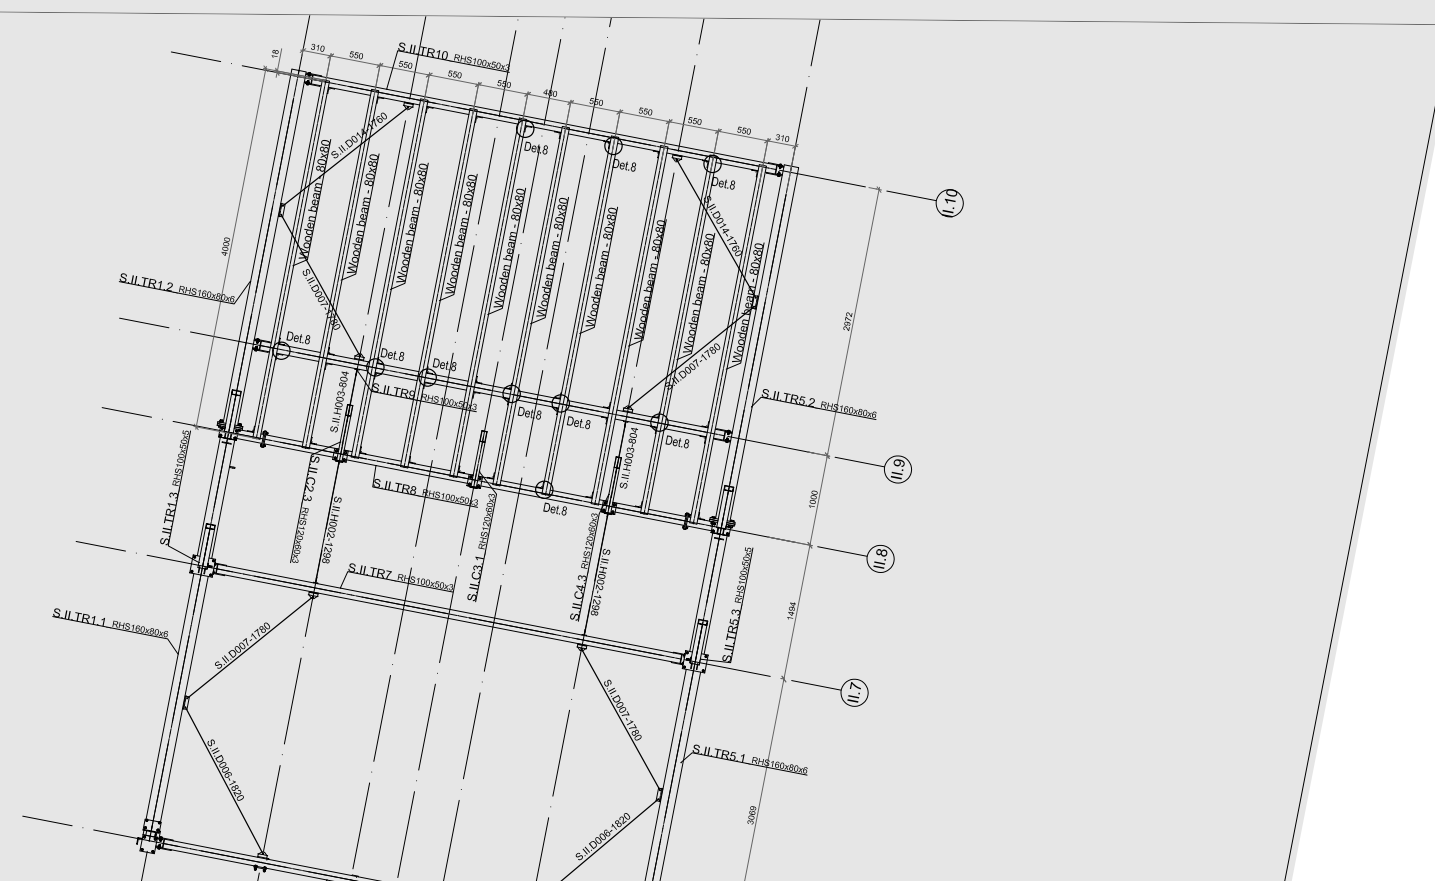 18
310
550
550
550
550
550
480
550
550
550
550
310
S.II.TR10 RHS100x50x3
S.II.D014-1760
Det.8
Det.8
Det.8
Wooden beam - 80x80
Wooden beam - 80x80
Wooden beam - 80x80
Wooden beam - 80x80
Wooden beam - 80x80
Wooden beam - 80x80
Wooden beam - 80x80
Wooden beam - 80x80
Wooden beam - 80x80
Wooden beam - 80x80
S.II.D014-1760
II.10
4000
S.II.TR1.2 RHS160x80x6
S.II.D007-1780
2972
Det.8
Det.8
Det.8
S.II.D007-1780
S.II.TR9 RHS100x50x3
S.II.H003-804
Det.8
Det.8
Det.8
S.II.TR5.2 RHS160x80x6
S.II.H003-804
II.9
S.II.TR1.3 RHS100x50x5
S.II.C2.3 RHS120x60x3
S.II.H002-1298
S.II.TR8 RHS100x50x3
S.II.C3.1 RHS120x60x3
Det.8
S.II.C4.3 RHS120x60x3
S.II.H002-1298
1000
II.8
S.II.TR5.3 RHS100x50x5
S.II.TR7 RHS100x50x3
1494
S.II.TR1.1 RHS160x80x6
S.II.D007-1780
II.7
S.II.D007-1780
S.II.D006-1820
S.II.TR5.1 RHS160x80x6
3069
S.II.D006-1820